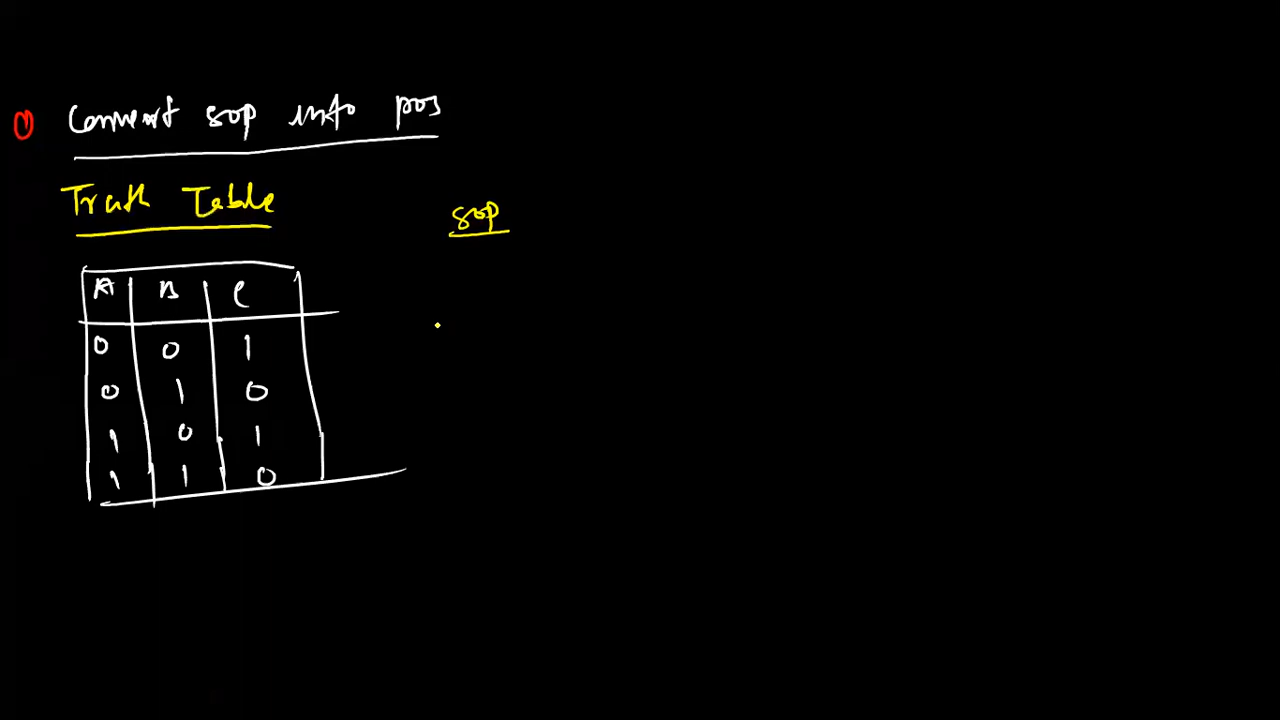 1 Convert sop into pos
Truth Table
sop
A B C
0 0 1
0 1 0
1 0 1
1 1 0